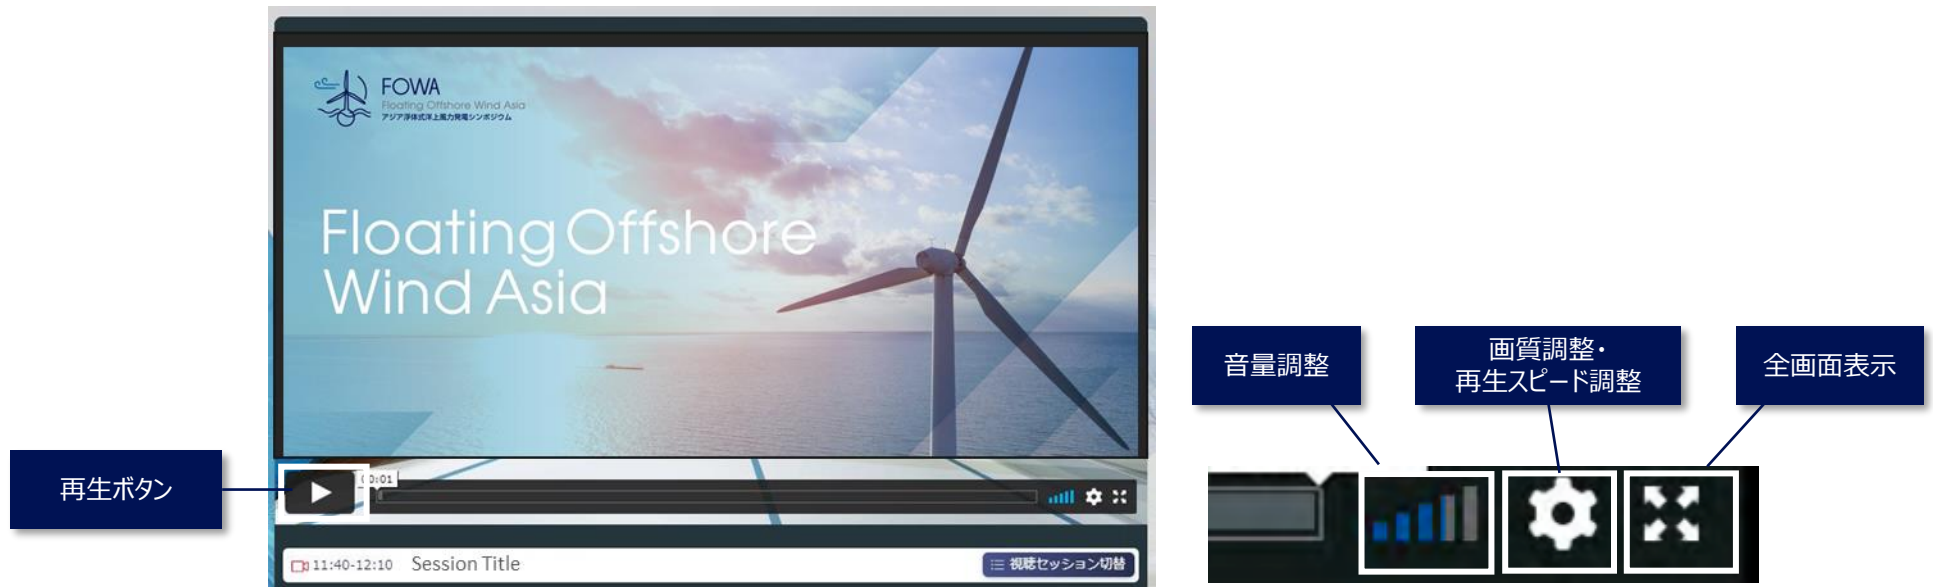 FOWA
Floating Offshore Wind Asia
アジア浮体式洋上風力発電シンポジウム
Floating Offshore
Wind Asia
再生ボタン
00:01
11:40-12:10 Session Title
視聴セッション切替
音量調整
画質調整・
再生スピード調整
全画面表示